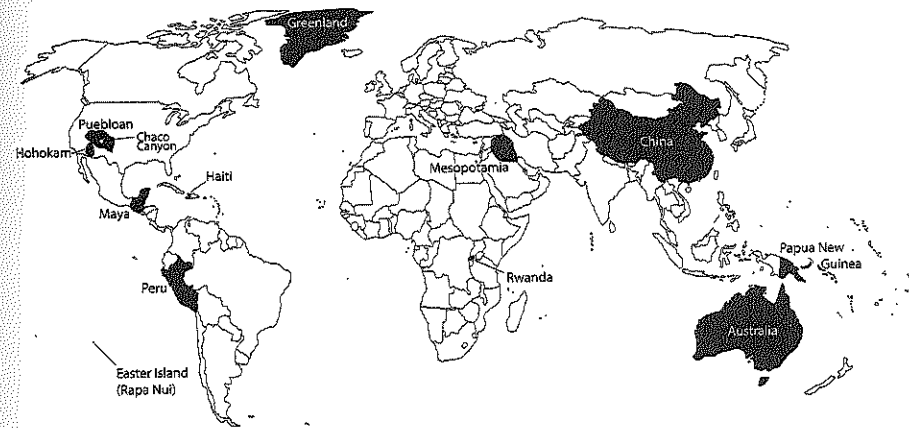 Greenland
Puebloan
Chaco
Canyon
Hohokam
Haiti
Maya
Peru
Easter Island
(Rapa Nui)
Mesopotamia
China
Rwanda
Papua New
Guinea
Australia